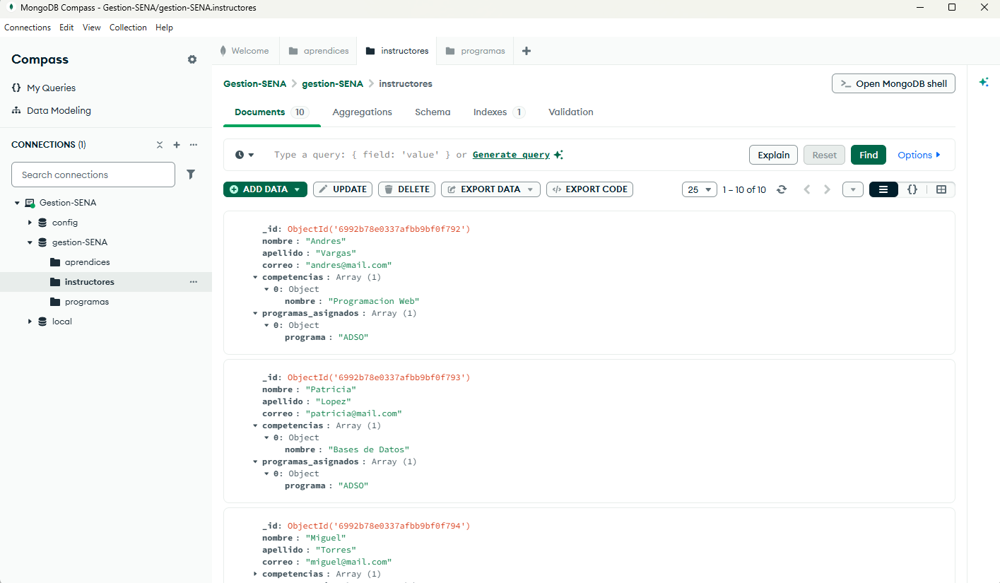 MongoDB Compass - Gestion-SENA/gestion-SENA.instructores
Connections Edit View Collection Help
Compass
{} My Queries
Data Modeling
CONNECTIONS (1)
Search connections
Gestion-SENA
config
gestion-SENA
aprendices
instructores
programas
local
Welcome aprendices instructores programas
Gestion-SENA > gestion-SENA > instructores
>_ Open MongoDB shell
Documents 10 Aggregations Schema Indexes 1 Validation
Type a query: { field: 'value' } or Generate query
Explain Reset Find Options
ADD DATA UPDATE DELETE EXPORT DATA EXPORT CODE
25 1 – 10 of 10 {}
_id: ObjectId('6992b78e0337afbb9bf0f792')
nombre : "Andres"
apellido : "Vargas"
correo : "andres@mail.com"
competencias : Array (1)
0: Object
nombre : "Programacion Web"
programas_asignados : Array (1)
0: Object
programa : "ADSO"
_id: ObjectId('6992b78e0337afbb9bf0f793')
nombre : "Patricia"
apellido : "Lopez"
correo : "patricia@mail.com"
competencias : Array (1)
0: Object
nombre : "Bases de Datos"
programas_asignados : Array (1)
0: Object
programa : "ADSO"
_id: ObjectId('6992b78e0337afbb9bf0f794')
nombre : "Miguel"
apellido : "Torres"
correo : "miguel@mail.com"
competencias : Array (1)